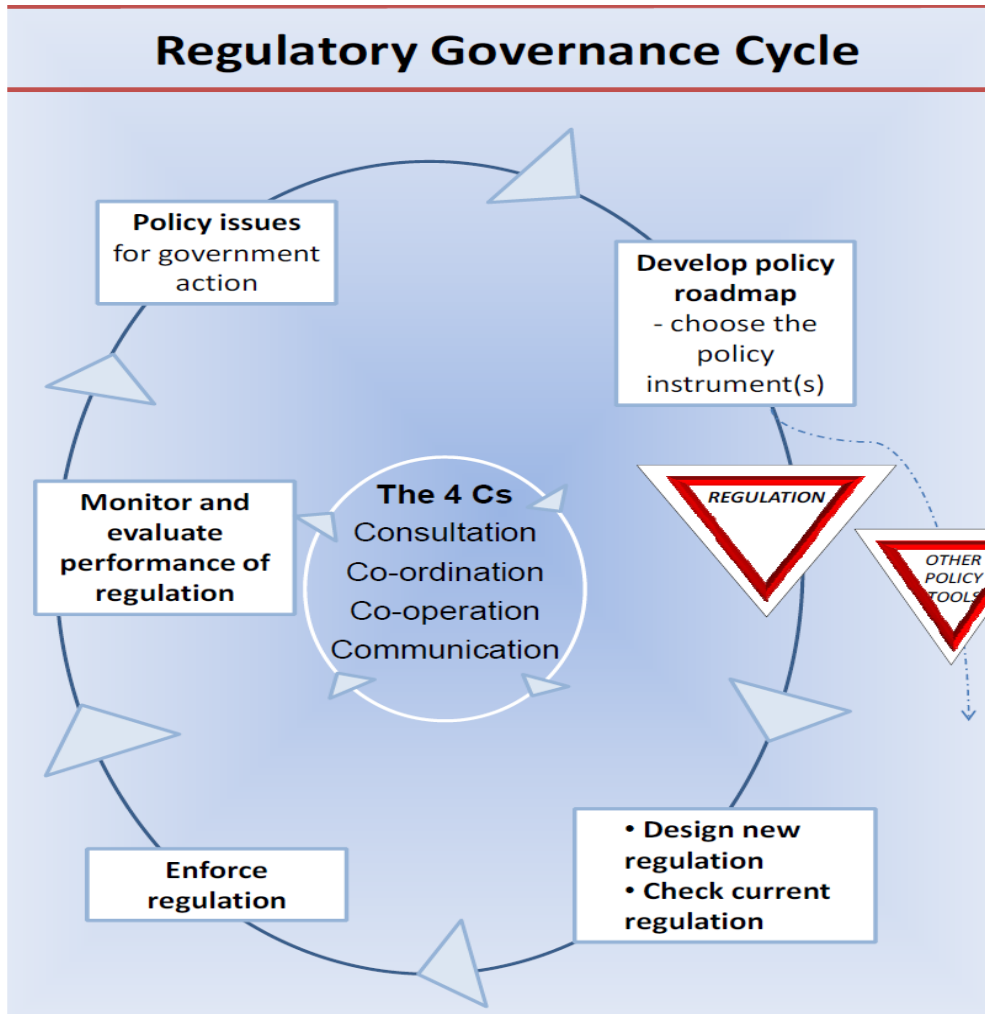 Regulatory Governance Cycle
Policy issues
for government
action
Develop policy
roadmap
- choose the
policy
instrument(s)
REGULATION
OTHER
POLICY
TOOLS
Monitor and
evaluate
performance of
regulation
The 4 Cs
Consultation
Co-ordination
Co-operation
Communication
Enforce
regulation
• Design new
regulation
• Check current
regulation